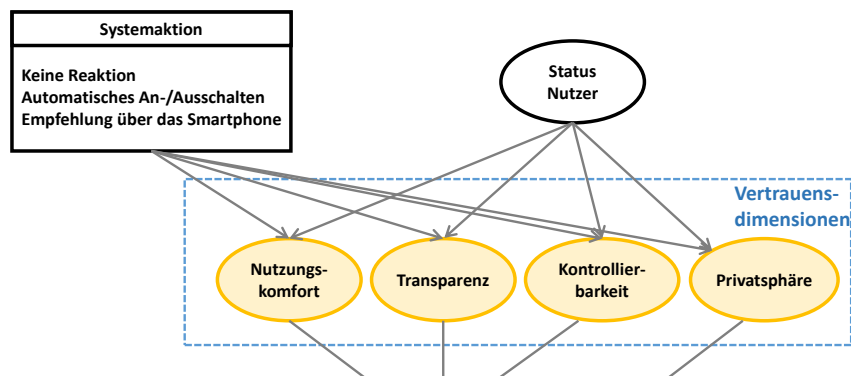 Systemaktion
Keine Reaktion
Automatisches An-/Ausschalten
Empfehlung über das Smartphone
Status
Nutzer
Vertrauens-
dimensionen
Nutzungs-
komfort
Transparenz
Kontrollier-
barkeit
Privatsphäre